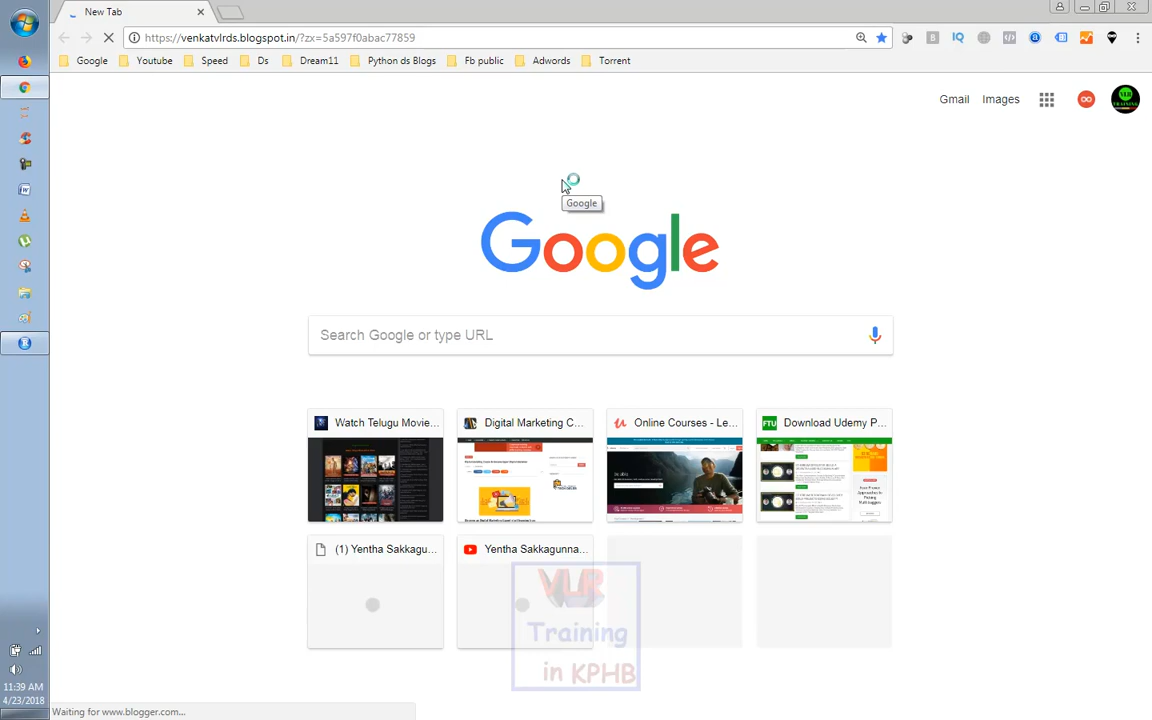 New Tab
https://venkatvlrds.blogspot.in/?zx=5a597f0abac77859
Google Youtube Speed Ds Dream11 Python ds Blogs Fb public Adwords Torrent
Gmail Images
Google
Google
Search Google or type URL
Watch Telugu Movie... Digital Marketing C... Online Courses - Le... Download Udemy P...
(1) Yentha Sakkagu... Yentha Sakkagunna...
VLR
Training
in KPHB
11:39 AM
4/23/2018
Waiting for www.blogger.com...